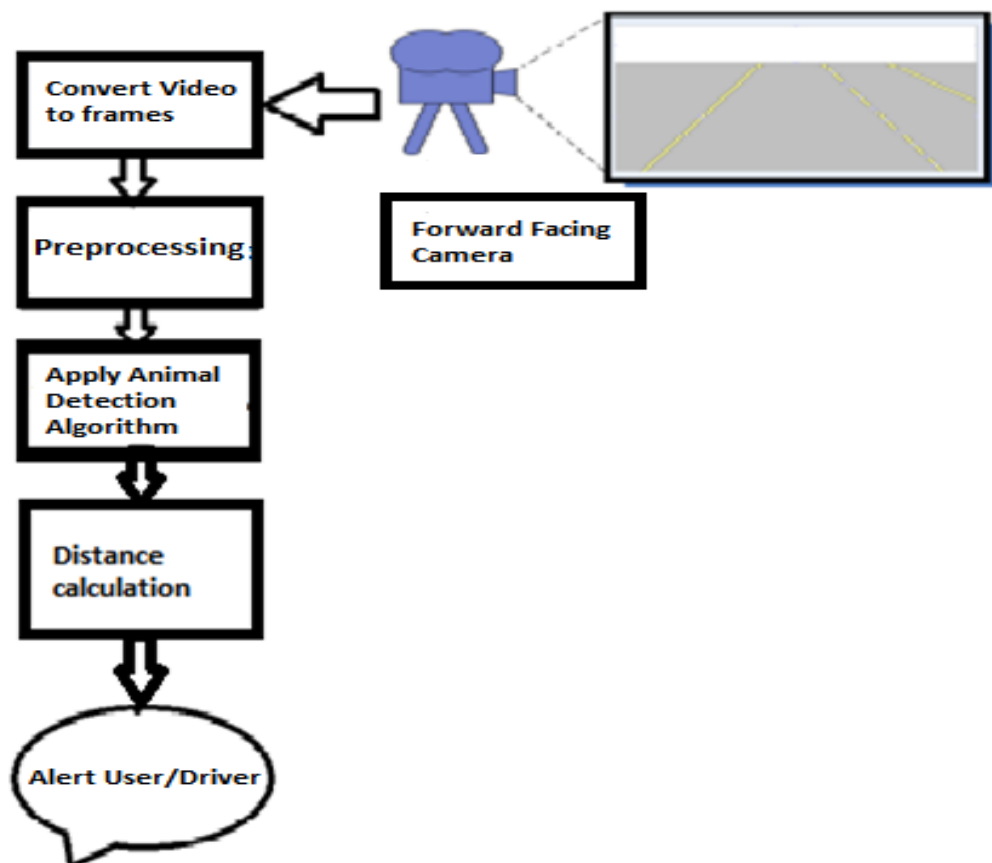 Convert Video
to frames
Forward Facing
Camera
Preprocessing
Apply Animal
Detection
Algorithm
Distance
calculation
Alert User/Driver